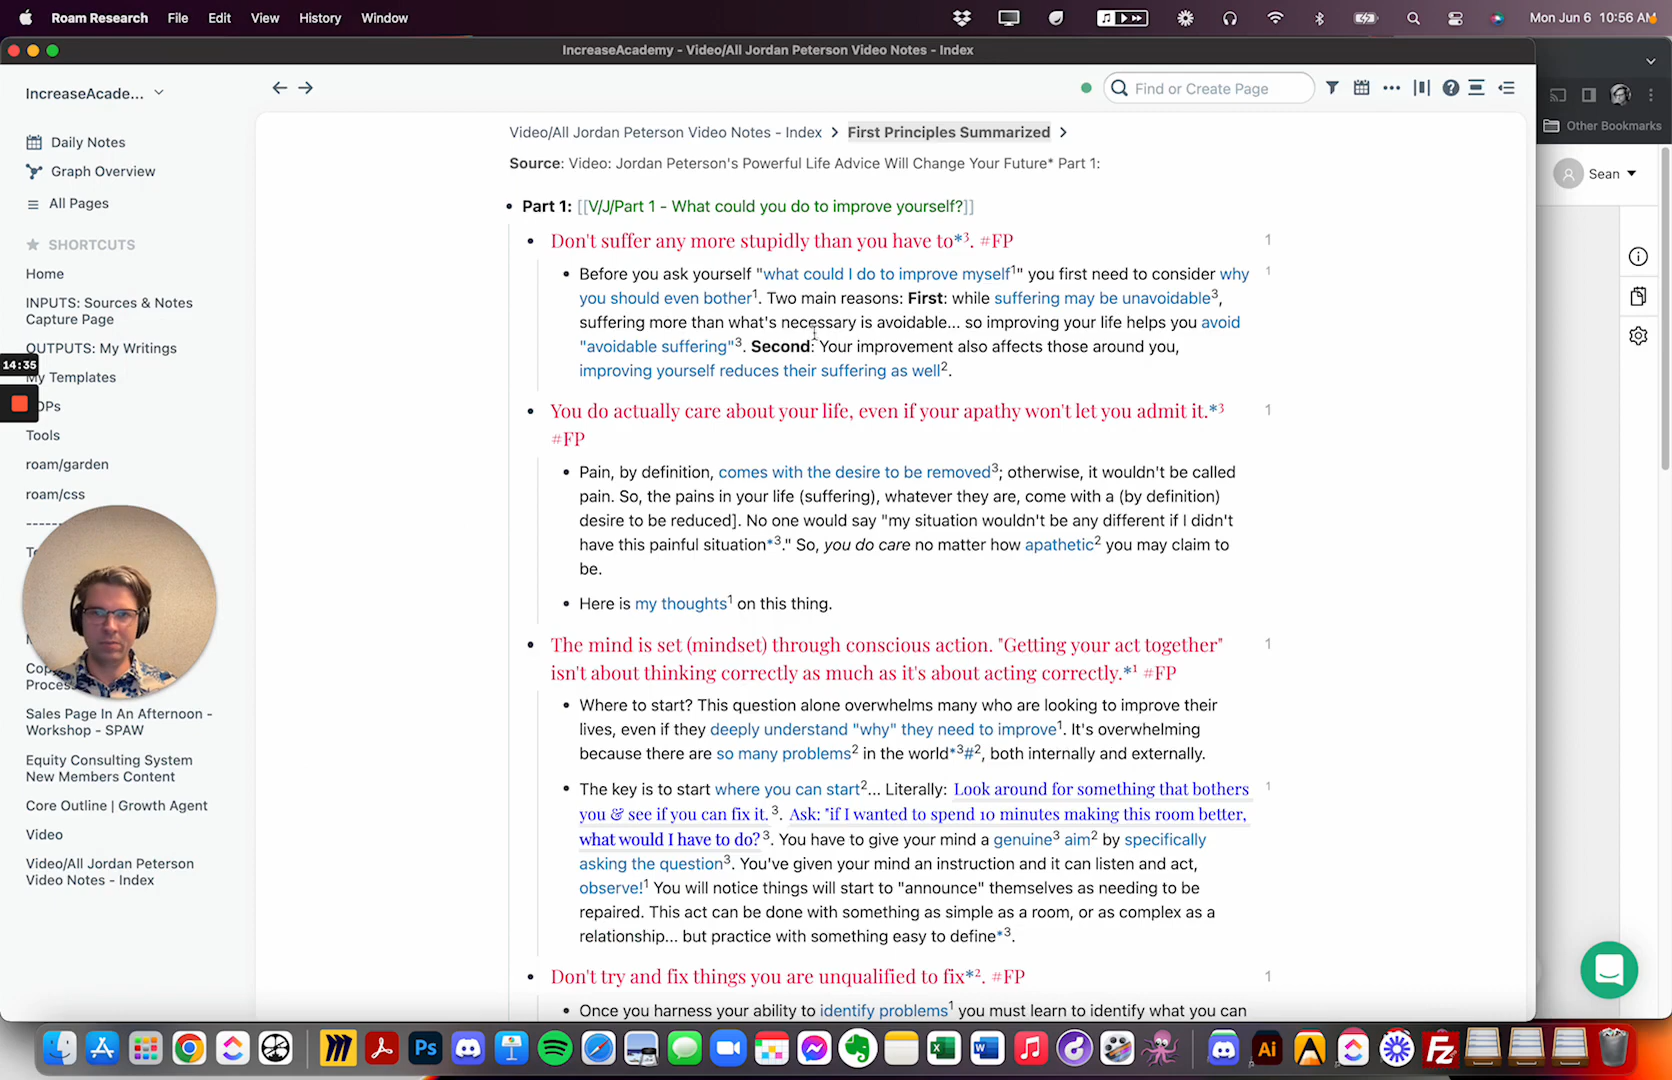 Roam Research File Edit View History Window
Mon Jun 6 10:56 AM
IncreaseAcademy - Video/All Jordan Peterson Video Notes - Index
IncreaseAcade...
Find or Create Page
Other Bookmarks
Sean
Daily Notes
Graph Overview
All Pages
SHORTCUTS
Home
INPUTS: Sources & Notes
Capture Page
OUTPUTS: My Writings
14:35
My Templates
OPs
Tools
roam/garden
roam/css
Sales Page In An Afternoon -
Workshop - SPAW
Equity Consulting System
New Members Content
Core Outline | Growth Agent
Video
Video/All Jordan Peterson
Video Notes - Index
Video/All Jordan Peterson Video Notes - Index > First Principles Summarized >
Source: Video: Jordan Peterson's Powerful Life Advice Will Change Your Future* Part 1:
Part 1: [[V/J/Part 1 - What could you do to improve yourself?]]
Don't suffer any more stupidly than you have to*3. #FP 1
Before you ask yourself "what could I do to improve myself1" you first need to consider why 1
you should even bother1. Two main reasons: First: while suffering may be unavoidable3,
suffering more than what's necessary is avoidable... so improving your life helps you avoid
"avoidable suffering"3. Second: Your improvement also affects those around you,
improving yourself reduces their suffering as well2.
You do actually care about your life, even if your apathy won't let you admit it.*3 1
#FP
Pain, by definition, comes with the desire to be removed3; otherwise, it wouldn't be called
pain. So, the pains in your life (suffering), whatever they are, come with a (by definition)
desire to be reduced]. No one would say "my situation wouldn't be any different if I didn't
have this painful situation*3." So, you do care no matter how apathetic2 you may claim to
be.
Here is my thoughts1 on this thing.
The mind is set (mindset) through conscious action. "Getting your act together" 1
isn't about thinking correctly as much as it's about acting correctly.*1 #FP
Where to start? This question alone overwhelms many who are looking to improve their
lives, even if they deeply understand "why" they need to improve1. It's overwhelming
because there are so many problems2 in the world*3#2, both internally and externally.
The key is to start where you can start2... Literally: Look around for something that bothers 1
you & see if you can fix it.3. Ask: "if I wanted to spend 10 minutes making this room better,
what would I have to do?3. You have to give your mind a genuine3 aim2 by specifically
asking the question3. You've given your mind an instruction and it can listen and act,
observe!1 You will notice things will start to "announce" themselves as needing to be
repaired. This act can be done with something as simple as a room, or as complex as a
relationship... but practice with something easy to define*3.
Don't try and fix things you are unqualified to fix*2. #FP 1
Once you harness your ability to identify problems1 you must learn to identify what you can
Ps
Ai
Fz